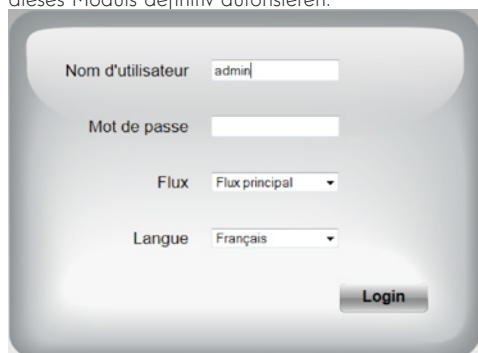 dieses Moduls definitiv autorisieren.
Nom d'utilisateur admin
Mot de passe
Flux Flux principal
Langue Français
Login